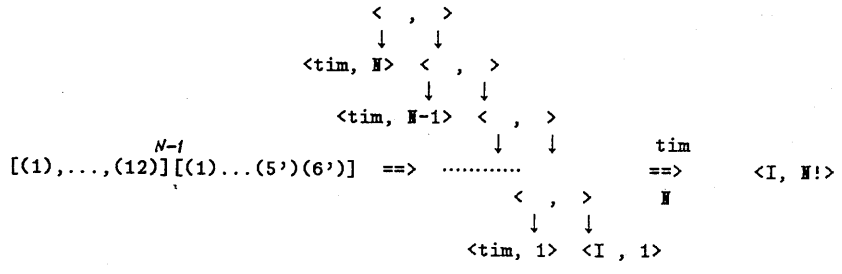 < , >
↓ ↓
<tim, N> < , >
↓ ↓
<tim, N-1> < , >
N-1 ↓ ↓ tim
[(1),...,(12)][(1)...(5')(6')] ==> ............ ==> <I, N!>
< , > N
↓ ↓
<tim, 1> <I , 1>